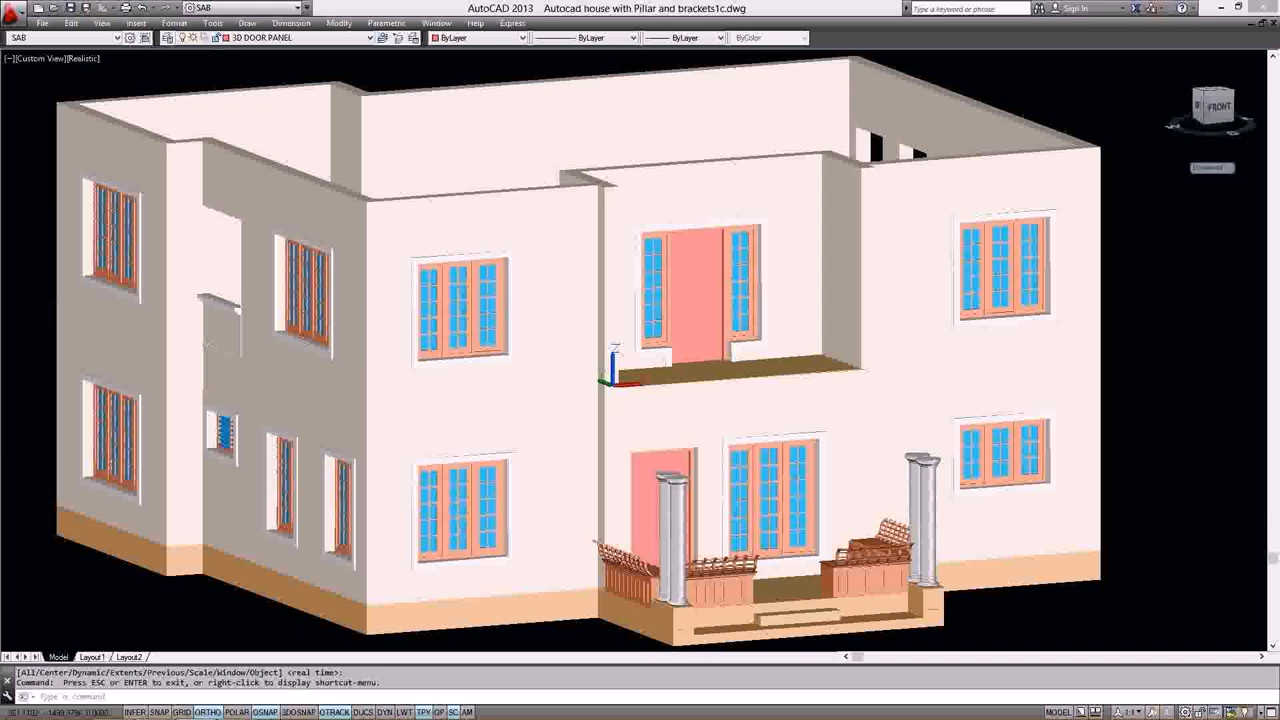 SAB
AutoCAD 2013 Autocad house with Pillar and brackets1c.dwg
Type a keyword or phrase
Sign In
File Edit View Insert Format Tools Draw Dimension Modify Parametric Window Help Express
SAB
3D DOOR PANEL
ByLayer
ByLayer
ByLayer
ByColor
[−][Custom View][Realistic]
FRONT
Model Layout1 Layout2
[All/Center/Dynamic/Extents/Previous/Scale/Window/Object] <real time>:
Command: Press ESC or ENTER to exit, or right-click to display shortcut-menu.
Type a command
INFER SNAP GRID ORTHO POLAR OSNAP 3DOSNAP OTRACK DUCS DYN LWT TPY QP SC AM
MODEL
1:1